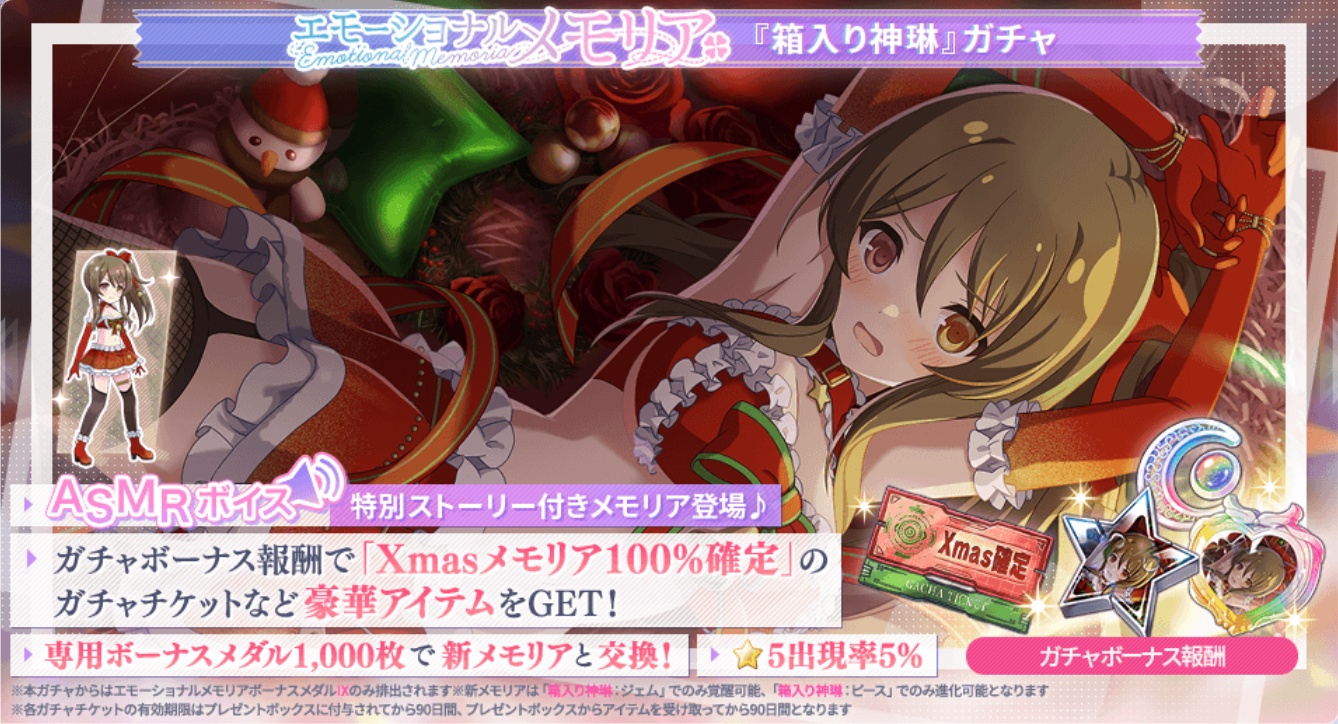 エモーショナルメモリア
Emotional Memoria
『箱入り神琳』ガチャ
ASMRボイス
特別ストーリー付きメモリア登場♪
ガチャボーナス報酬で「Xmasメモリア100%確定」の
ガチャチケットなど豪華アイテムをGET!
専用ボーナスメダル1,000枚で新メモリアと交換!
5出現率5%
Xmas確定
GACHA TICKET
ガチャボーナス報酬
※本ガチャからはエモーショナルメモリアボーナスメダルIXのみ排出されます※新メモリアは「箱入り神琳:ジェム」でのみ覚醒可能、「箱入り神琳:ピース」でのみ進化可能となります
※各ガチャチケットの有効期限はプレゼントボックスに付与されてから90日間、プレゼントボックスからアイテムを受け取ってから90日間となります